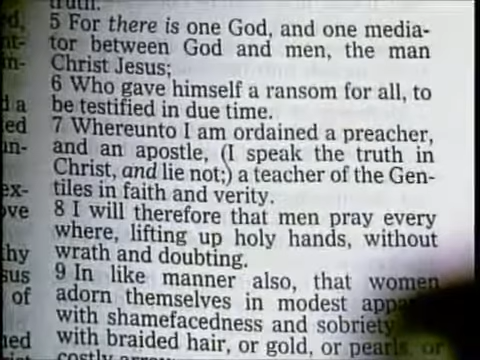 truth.
5 For there is one God, and one media-
tor between God and men, the man
Christ Jesus;
6 Who gave himself a ransom for all, to
be testified in due time.
7 Whereunto I am ordained a preacher,
and an apostle, (I speak the truth in
Christ, and lie not;) a teacher of the Gen-
tiles in faith and verity.
8 I will therefore that men pray every
where, lifting up holy hands, without
wrath and doubting.
9 In like manner also, that women
adorn themselves in modest
with shamefacedness and sobriety
with braided hair, or gold, or pearls, or
costly